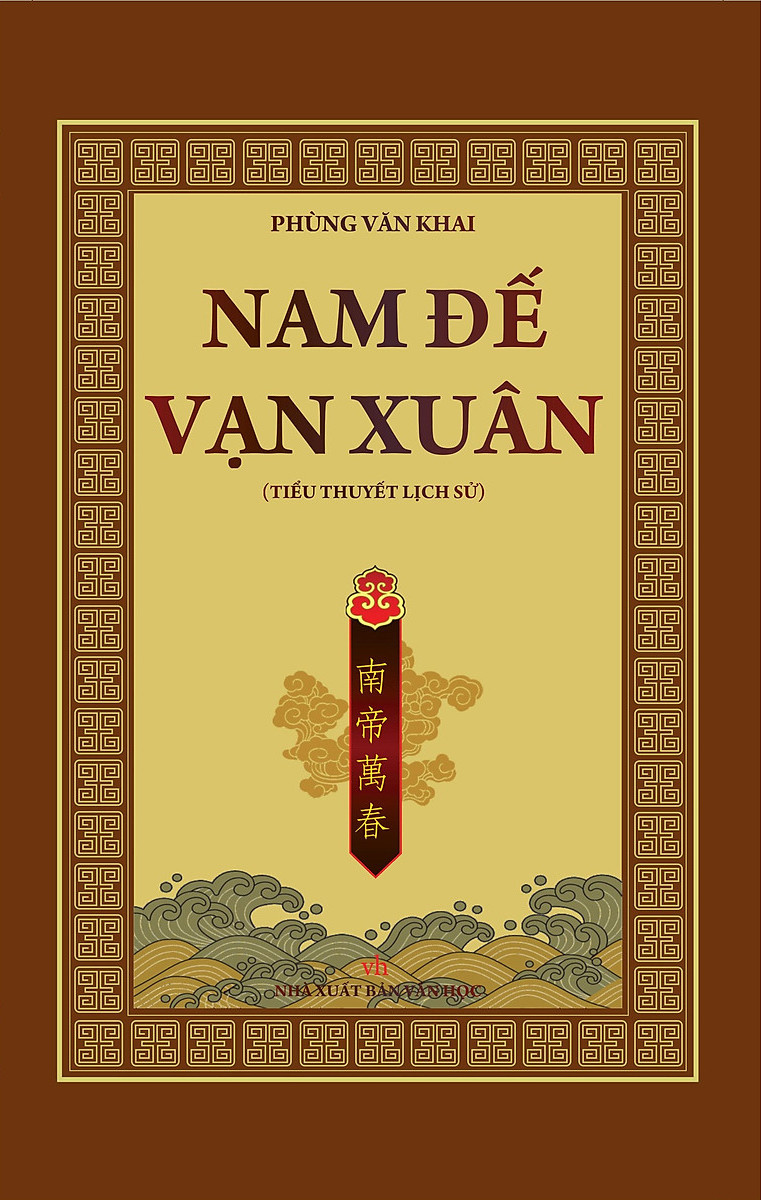 PHÙNG VĂN KHAI
NAM ĐẾ
VẠN XUÂN
(TIỂU THUYẾT LỊCH SỬ)
南帝萬春
vh
NHÀ XUẤT BẢN VĂN HỌC